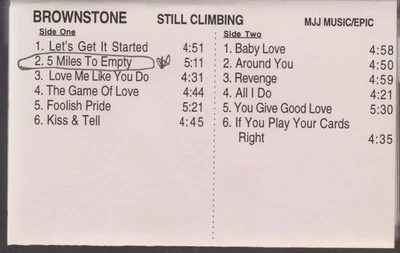 BROWNSTONE STILL CLIMBING MJJ MUSIC/EPIC
Side One
1. Let's Get It Started 4:51
2. 5 Miles To Empty 5:11
3. Love Me Like You Do 4:31
4. The Game Of Love 4:44
5. Foolish Pride 5:21
6. Kiss & Tell 4:45
Side Two
1. Baby Love 4:58
2. Around You 4:50
3. Revenge 4:59
4. All I Do 4:21
5. You Give Good Love 5:30
6. If You Play Your Cards
Right 4:35